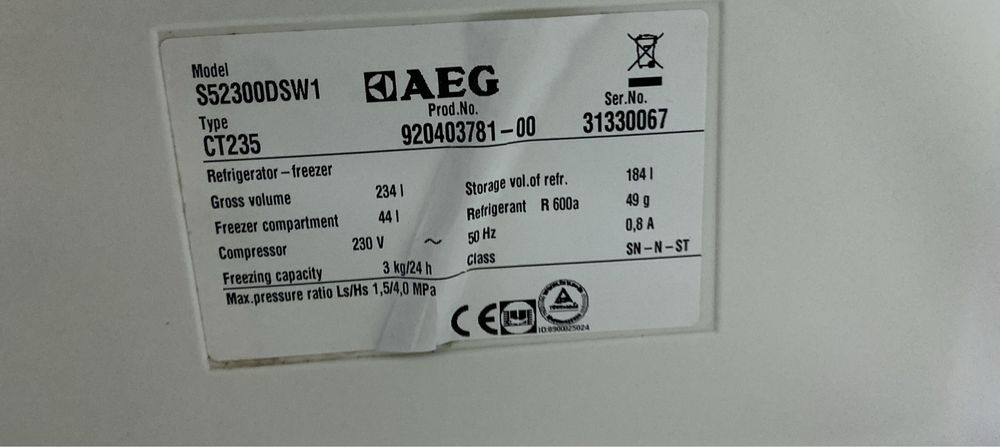 Model
S52300DSW1
AEG
Type
CT235
Prod.No.
920403781-00
Ser.No.
31330067
Refrigerator-freezer
Gross volume 234 l
Storage vol.of refr. 184 l
Freezer compartment 44 l
Refrigerant R 600a 49 g
Compressor 230 V ~ 50 Hz 0,8 A
Freezing capacity 3 kg/24 h
Class SN-N-ST
Max.pressure ratio Ls/Hs 1,5/4,0 MPa
CE